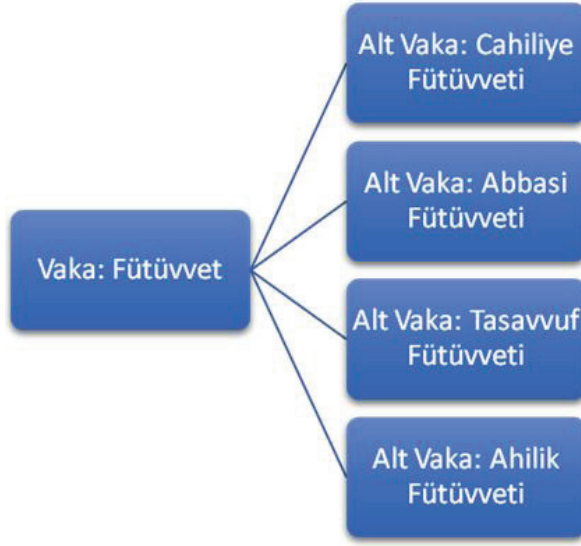 Alt Vaka: Cahiliye
Fütüvveti
Alt Vaka: Abbasi
Fütüvveti
Vaka: Fütüvvet
Alt Vaka: Tasavvuf
Fütüvveti
Alt Vaka: Ahilik
Fütüvveti